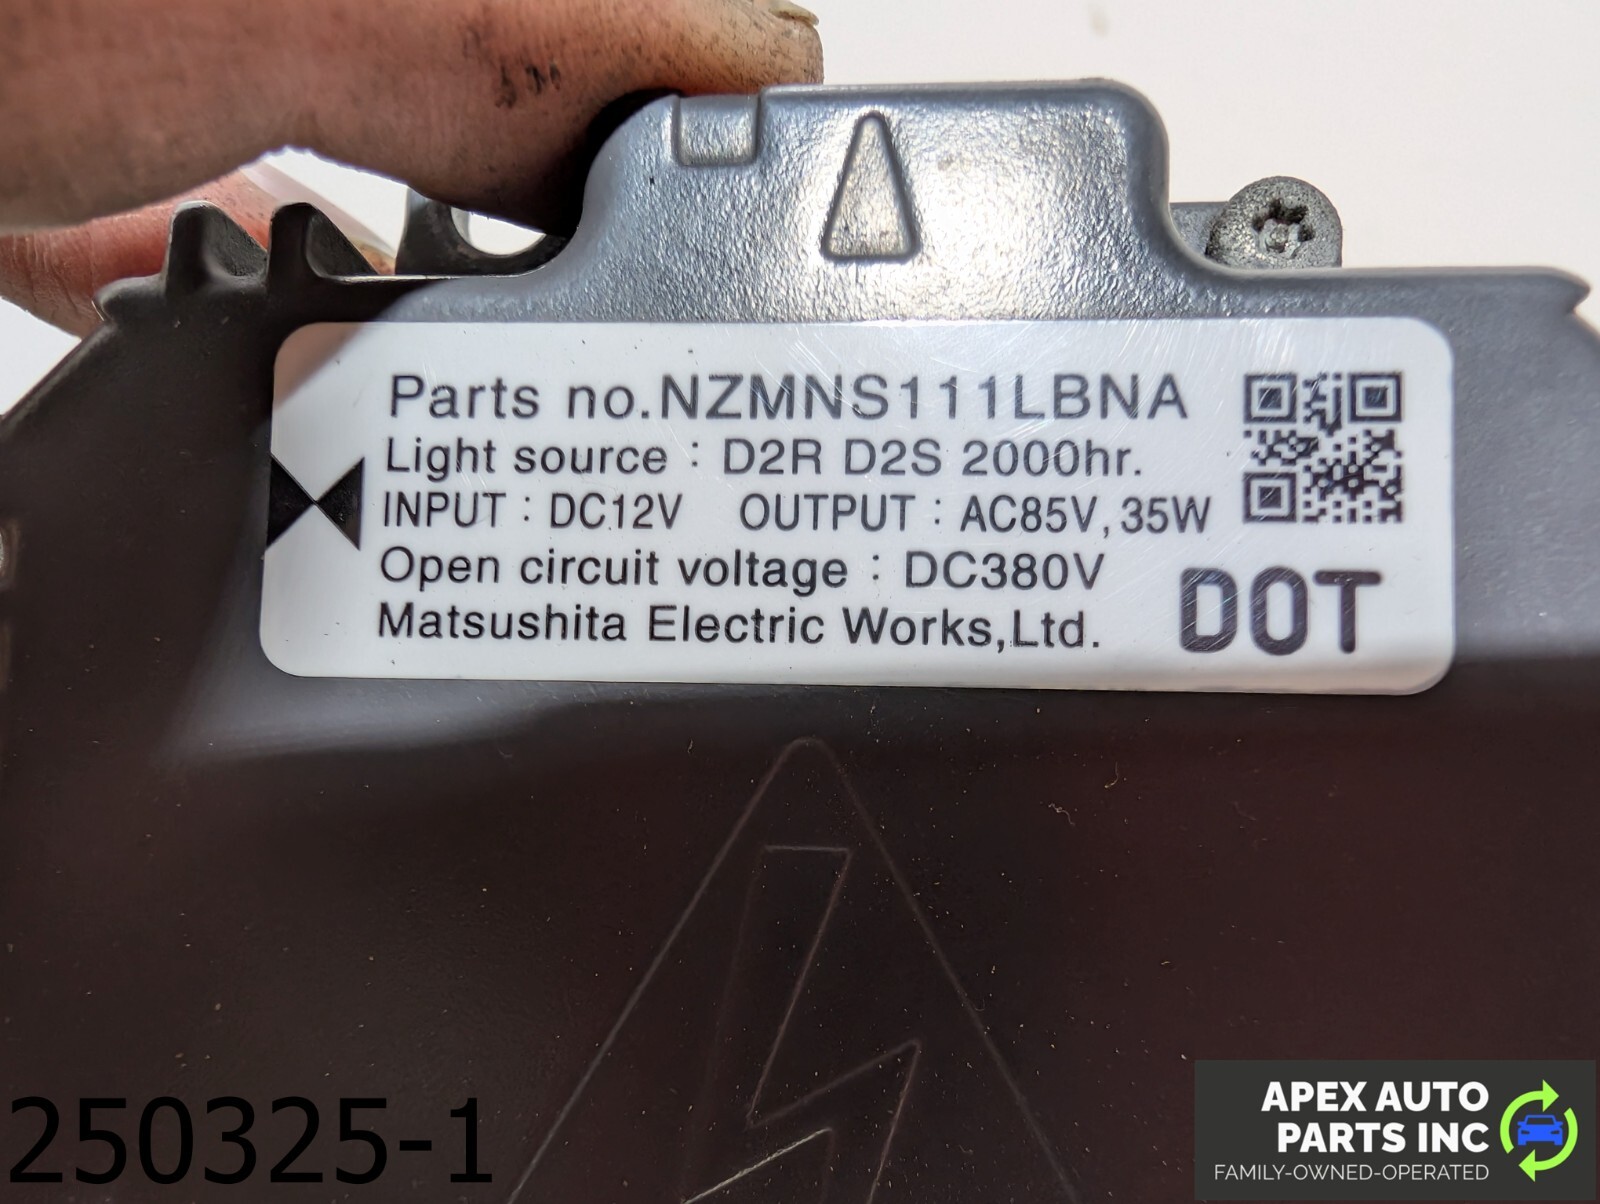 Parts no.NZMNS111LBNA
Light source : D2R D2S 2000hr.
INPUT : DC12V OUTPUT : AC85V, 35W
Open circuit voltage : DC380V
Matsushita Electric Works,Ltd.
DOT
250325-1
APEX AUTO
PARTS INC
FAMILY-OWNED-OPERATED